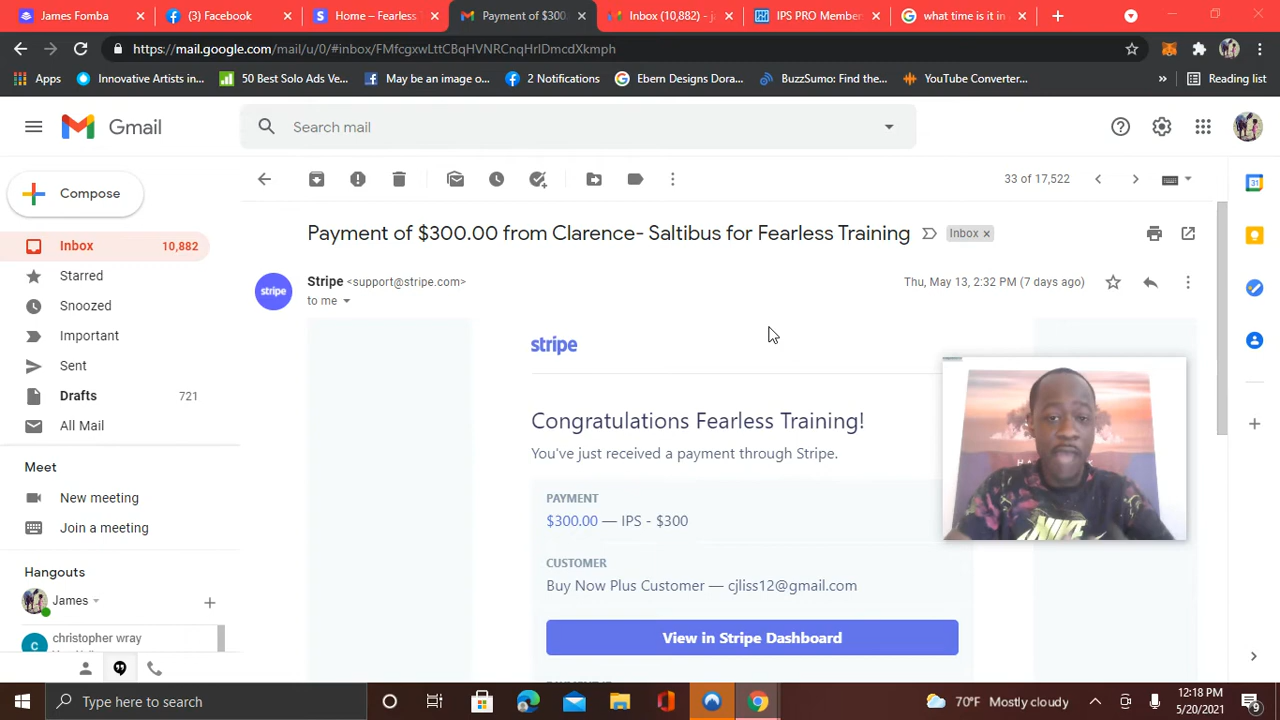 James Fomba
(3) Facebook
Home – Fearless
Payment of $300.
Inbox (10,882) - j
IPS PRO Member
what time is it in
https://mail.google.com/mail/u/0/#inbox/FMfcgxwLttCBqHVNRCnqHrlDmcdXkmph
Apps
Innovative Artists in...
50 Best Solo Ads Ve...
May be an image o...
2 Notifications
Ebern Designs Dora...
BuzzSumo: Find the...
YouTube Converter...
»
Reading list
Gmail
Search mail
Compose
33 of 17,522
Inbox 10,882
Starred
Snoozed
Important
Sent
Drafts 721
All Mail
Meet
New meeting
Join a meeting
Hangouts
James
christopher wray
Payment of $300.00 from Clarence- Saltibus for Fearless Training
Inbox ×
stripe
Stripe <support@stripe.com>
Thu, May 13, 2:32 PM (7 days ago)
to me
stripe
Congratulations Fearless Training!
You've just received a payment through Stripe.
PAYMENT
$300.00 — IPS - $300
CUSTOMER
Buy Now Plus Customer — cjliss12@gmail.com
View in Stripe Dashboard
NIKE
Type here to search
70°F Mostly cloudy
12:18 PM
5/20/2021